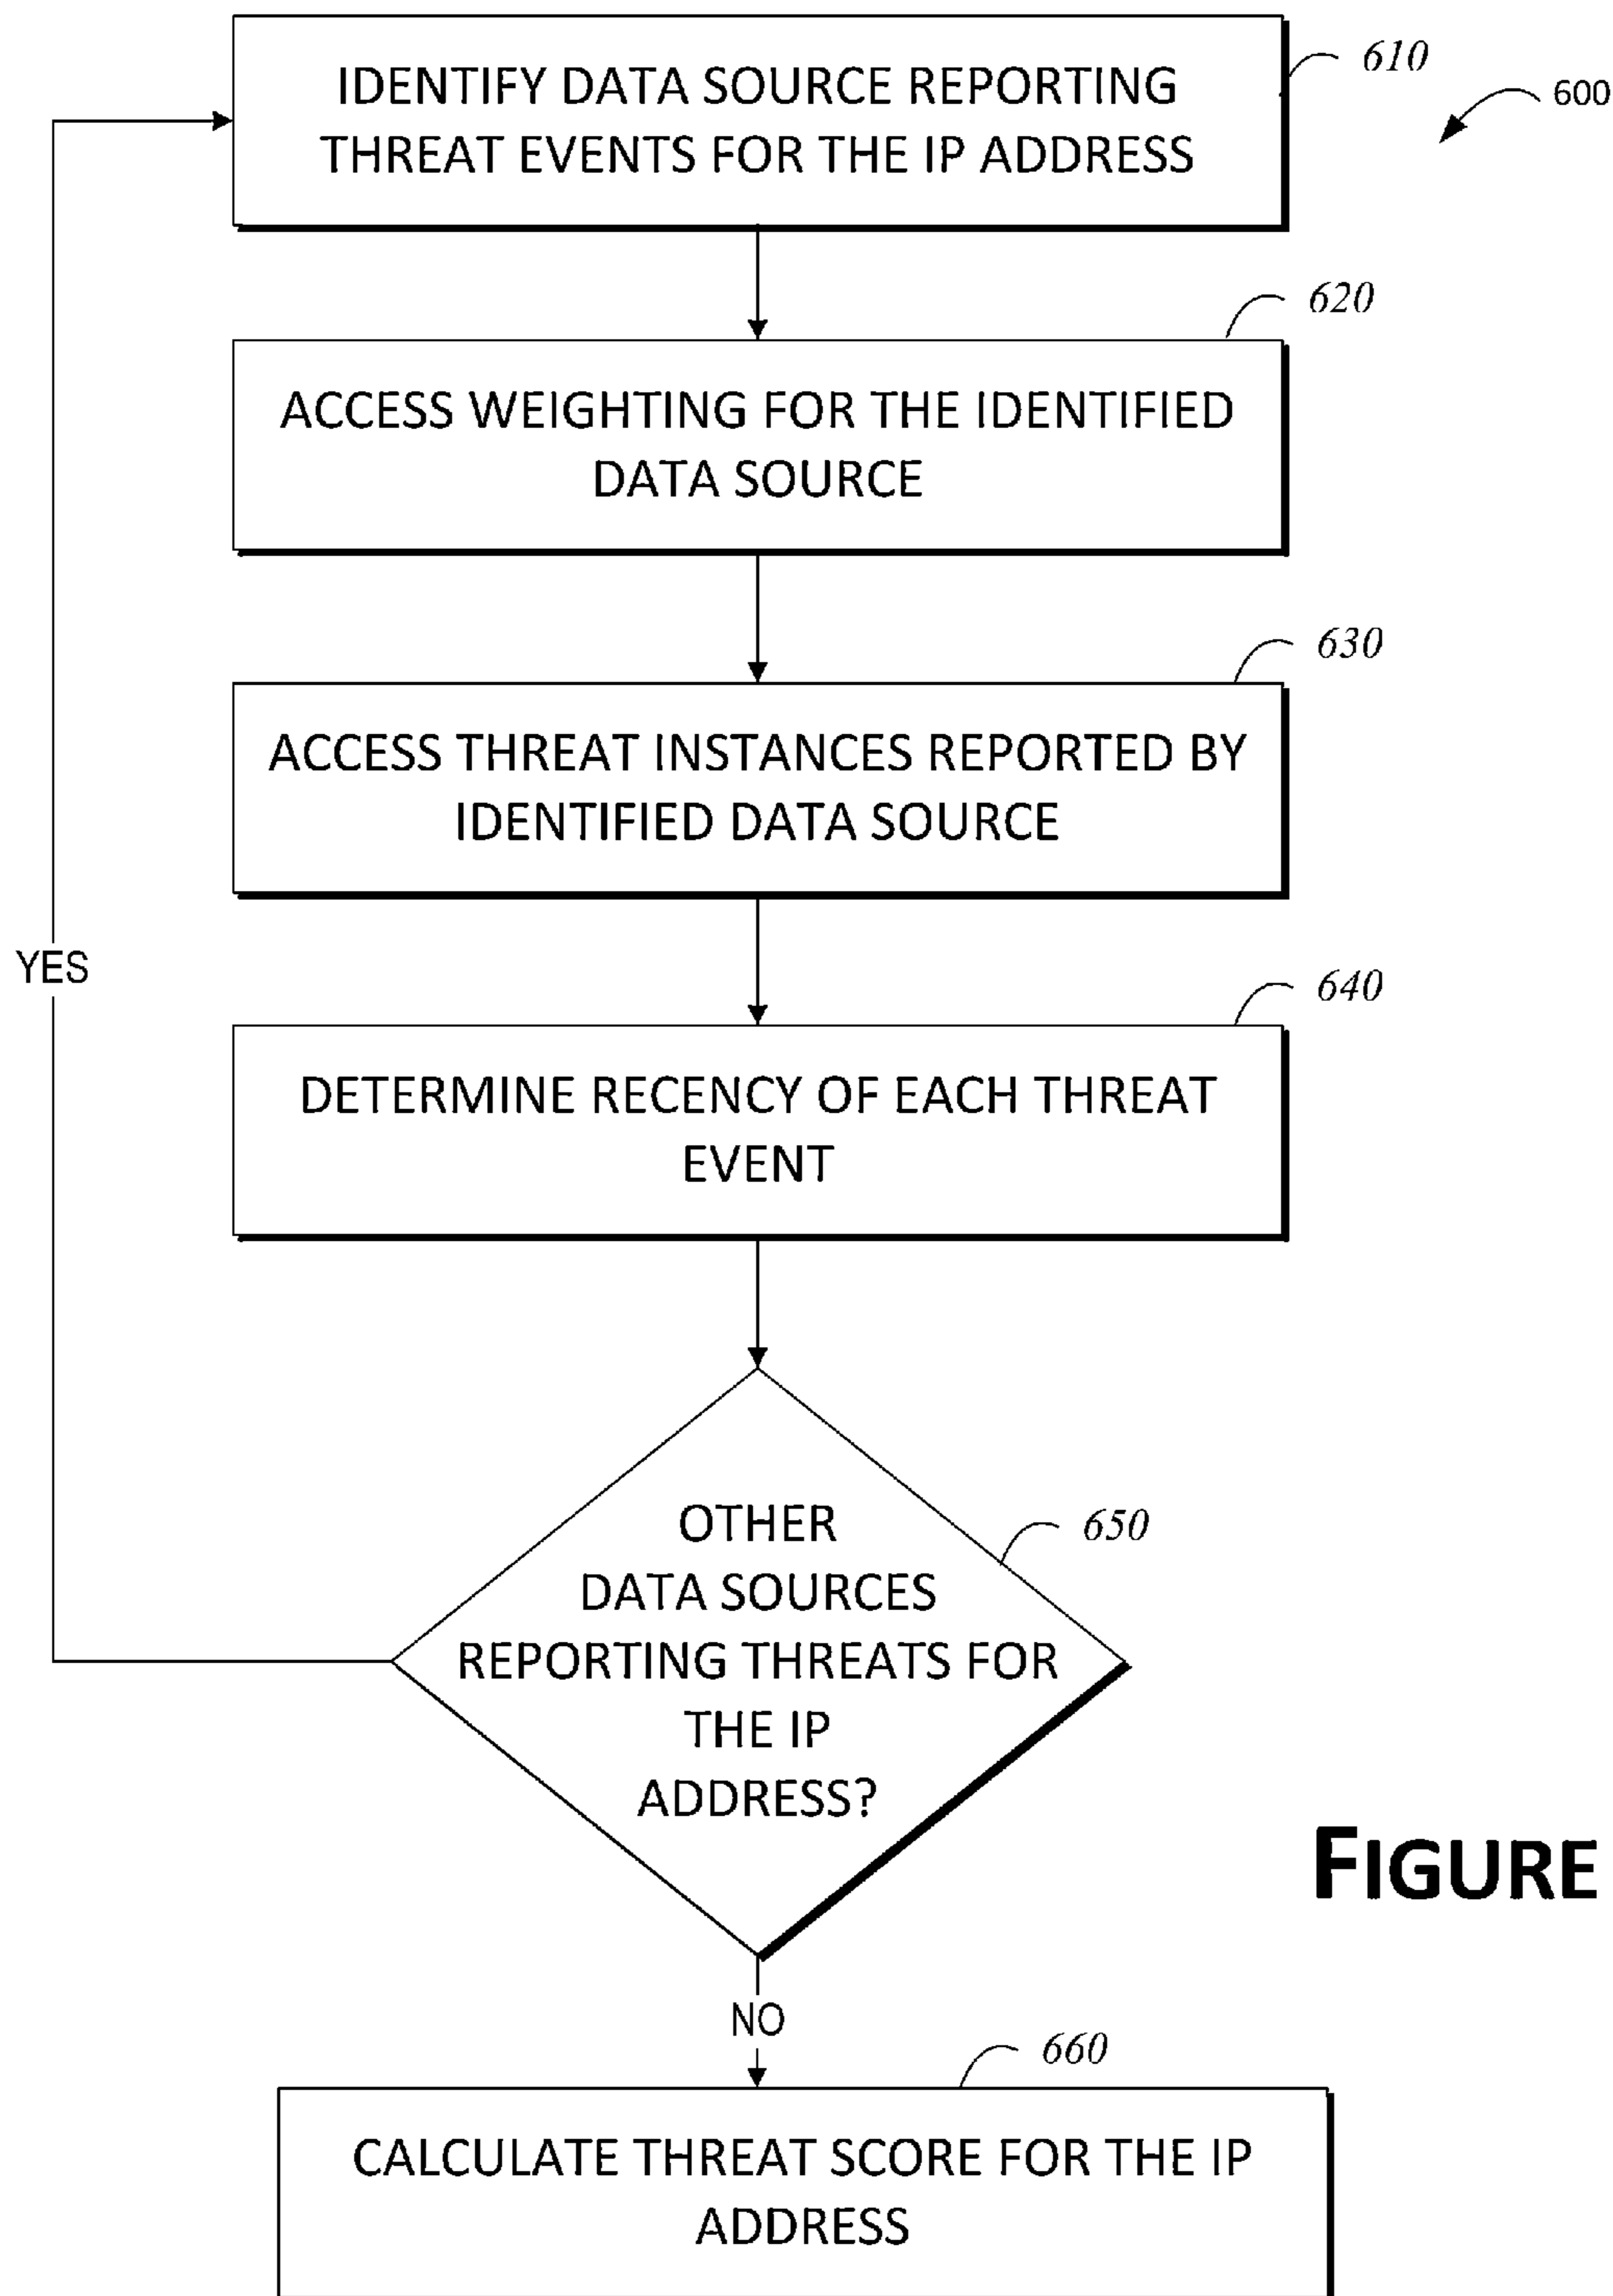 IDENTIFY DATA SOURCE REPORTING
THREAT EVENTS FOR THE IP ADDRESS
610
600
620
ACCESS WEIGHTING FOR THE IDENTIFIED
DATA SOURCE
630
ACCESS THREAT INSTANCES REPORTED BY
IDENTIFIED DATA SOURCE
YES
640
DETERMINE RECENCY OF EACH THREAT
EVENT
650
OTHER
DATA SOURCES
REPORTING THREATS FOR
THE IP
ADDRESS?
FIGURE
NO
660
CALCULATE THREAT SCORE FOR THE IP
ADDRESS